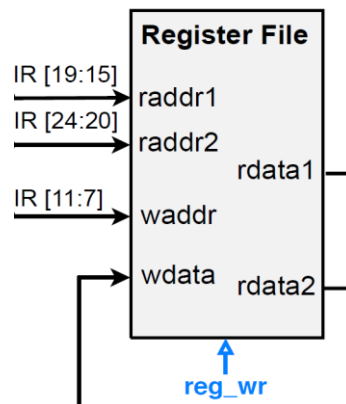 Register File
IR [19:15]
raddr1
IR [24:20]
raddr2
rdata1
IR [11:7]
waddr
wdata
rdata2
reg_wr